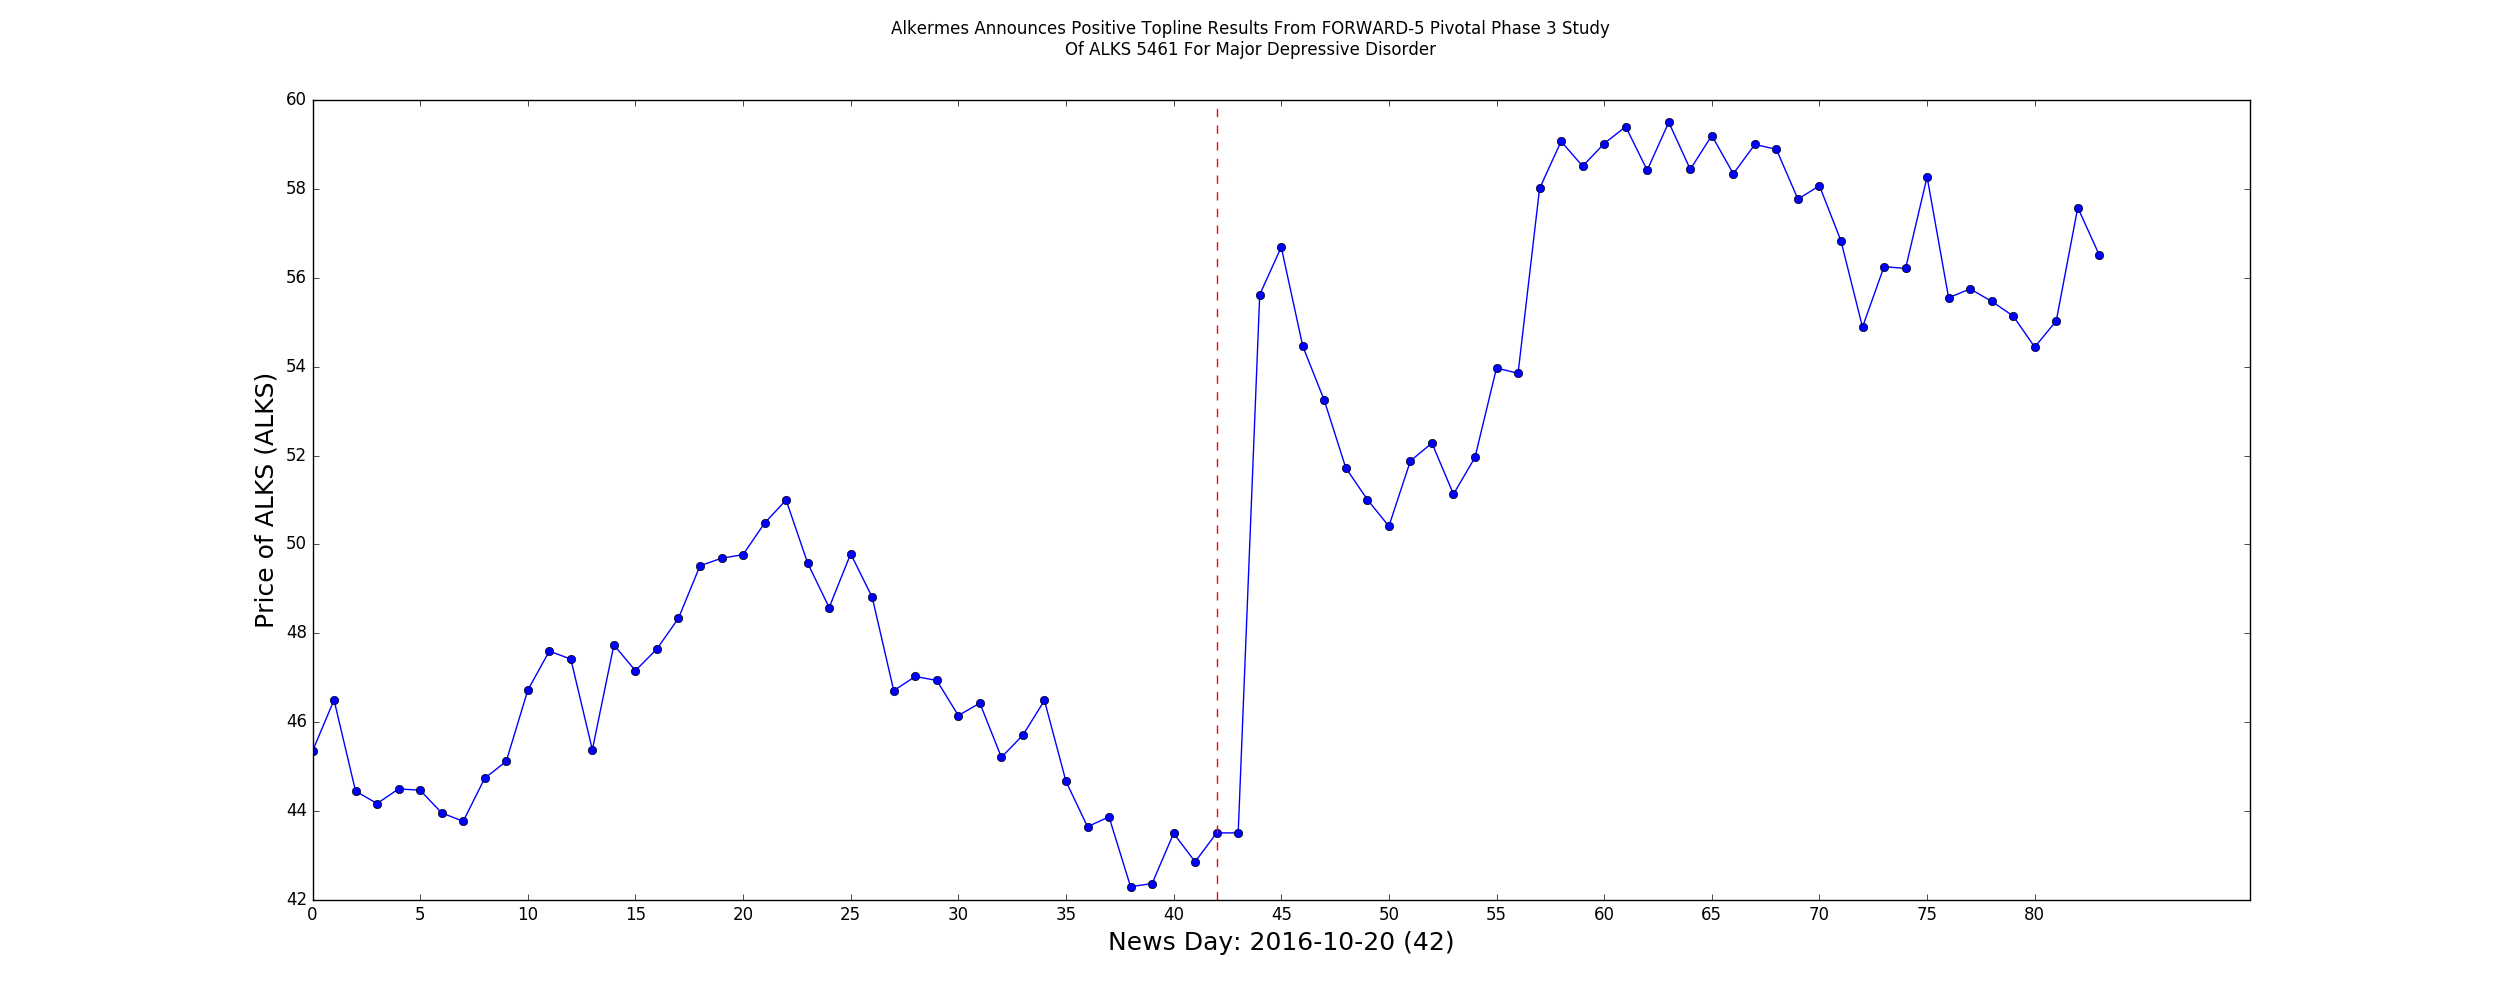 Alkermes Announces Positive Topline Results From FORWARD-5 Pivotal Phase 3 Study
Of ALKS 5461 For Major Depressive Disorder
60
58
56
54
52
50
48
46
44
42
Price of ALKS (ALKS)
0 5 10 15 20 25 30 35 40 45 50 55 60 65 70 75 80
News Day: 2016-10-20 (42)